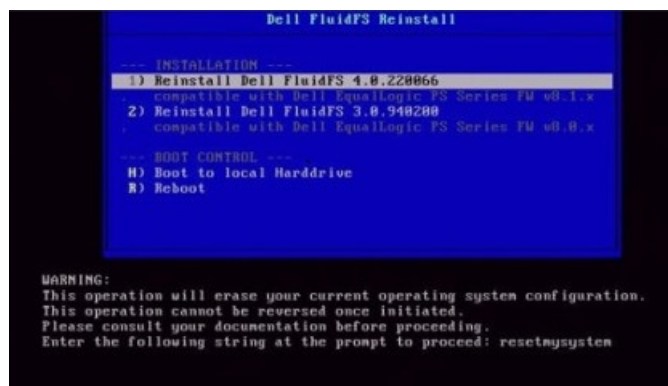 Dell FluidFS Reinstall
--- INSTALLATION ---
1) Reinstall Dell FluidFS 4.0.220066
. compatible with Dell EqualLogic PS Series FW v8.1.x
2) Reinstall Dell FluidFS 3.0.940200
. compatible with Dell EqualLogic PS Series FW v8.0.x
--- BOOT CONTROL ---
H) Boot to local Harddrive
R) Reboot
WARNING:
This operation will erase your current operating system configuration.
This operation cannot be reversed once initiated.
Please consult your documentation before proceeding.
Enter the following string at the prompt to proceed: resetmysystem